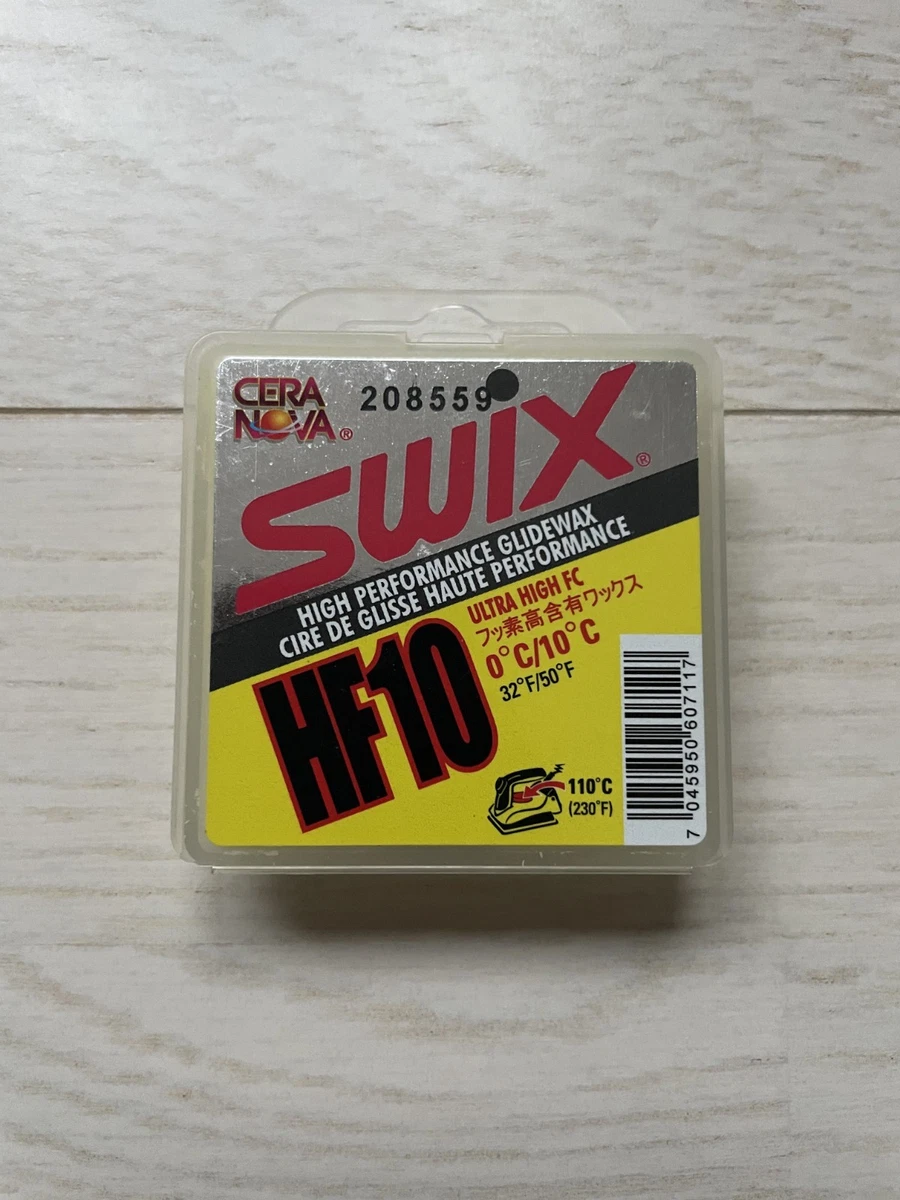 CERA
NOVA®
208559
SWIX®
HIGH PERFORMANCE GLIDEWAX
CIRE DE GLISSE HAUTE PERFORMANCE
ULTRA HIGH FC
フッ素高含有ワックス
0°C/10°C
32°F/50°F
HF10
110°C
(230°F)
7 045950 607117